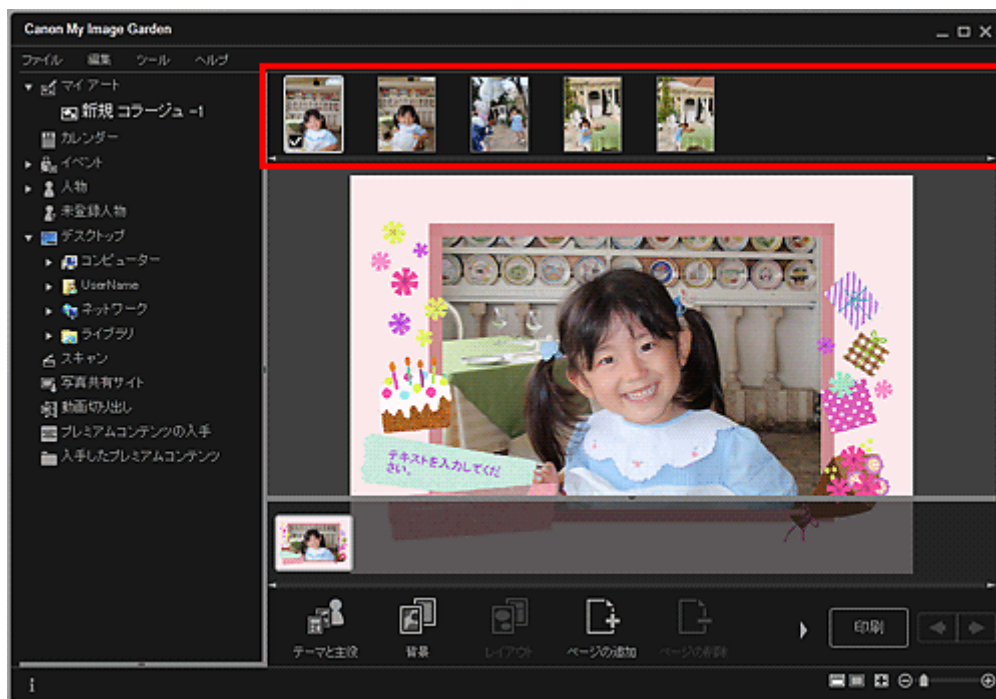 Canon My Image Garden
ファイル 編集 ツール ヘルプ
マイ アート
新規 コラージュ -1
カレンダー
イベント
人物
未登録人物
デスクトップ
コンピューター
UserName
ネットワーク
ライブラリ
スキャン
写真共有サイト
動画切り出し
プレミアムコンテンツの入手
入手したプレミアムコンテンツ
テキストを入力してくだ
さい。
テーマと主役 背景 レイアウト ページの追加 ページの削除 印刷